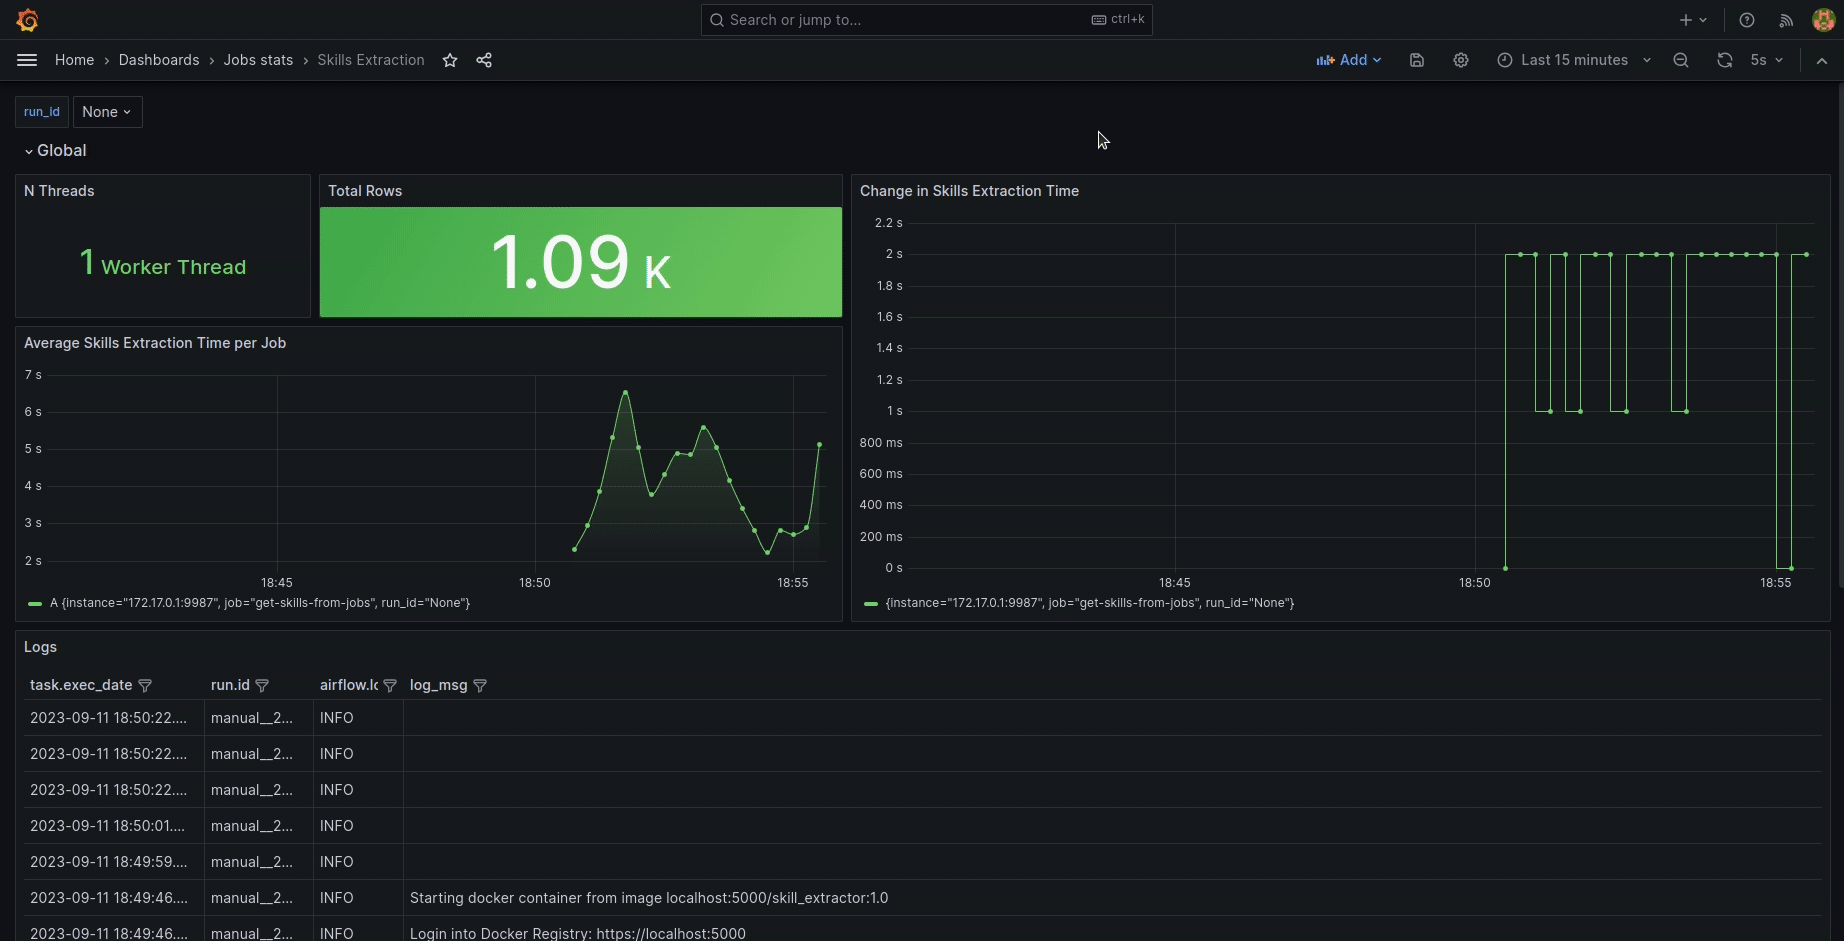 Search or jump to...
ctrl+k
Home › Dashboards › Jobs stats › Skills Extraction
Add
Last 15 minutes
5s
run_id
None
Global
N Threads
1 Worker Thread
Total Rows
1.09 K
Average Skills Extraction Time per Job
7 s
6 s
5 s
4 s
3 s
2 s
18:45 18:50 18:55
A {instance="172.17.0.1:9987", job="get-skills-from-jobs", run_id="None"}
Change in Skills Extraction Time
2.2 s
2 s
1.8 s
1.6 s
1.4 s
1.2 s
1 s
800 ms
600 ms
400 ms
200 ms
0 s
18:45 18:50 18:55
{instance="172.17.0.1:9987", job="get-skills-from-jobs", run_id="None"}
Logs
task.exec_date run.id airflow.lc log_msg
2023-09-11 18:50:22.... manual__2... INFO
2023-09-11 18:50:22.... manual__2... INFO
2023-09-11 18:50:22.... manual__2... INFO
2023-09-11 18:50:01.... manual__2... INFO
2023-09-11 18:49:59.... manual__2... INFO
2023-09-11 18:49:46.... manual__2... INFO Starting docker container from image localhost:5000/skill_extractor:1.0
2023-09-11 18:49:46.... manual__2... INFO Login into Docker Registry: https://localhost:5000